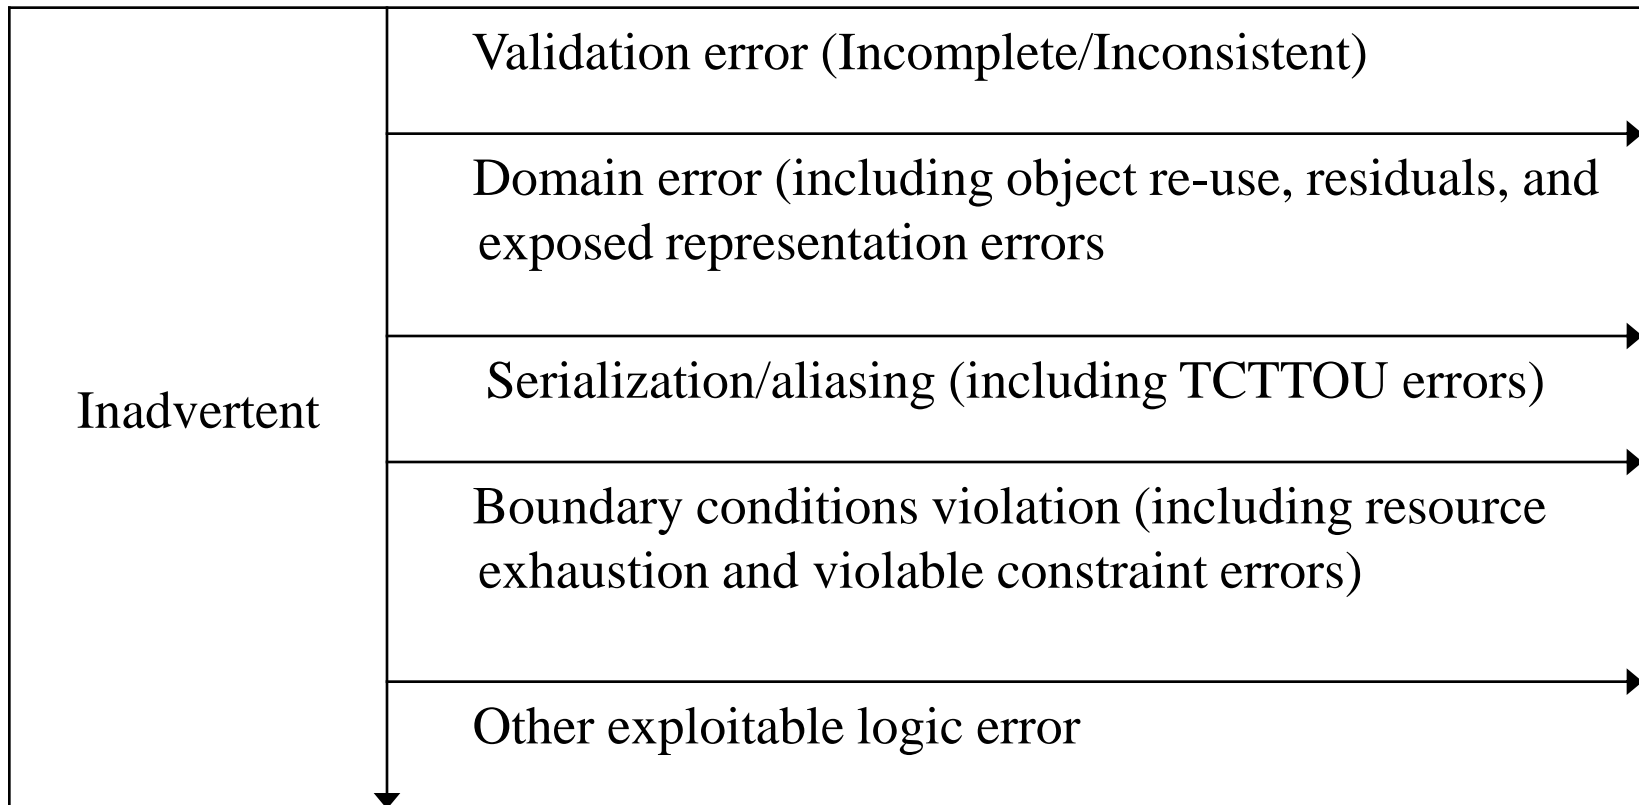 Validation error (Incomplete/Inconsistent)
Domain error (including object re-use, residuals, and
exposed representation errors
Serialization/aliasing (including TCTTOU errors)
Inadvertent
Boundary conditions violation (including resource
exhaustion and violable constraint errors)
Other exploitable logic error